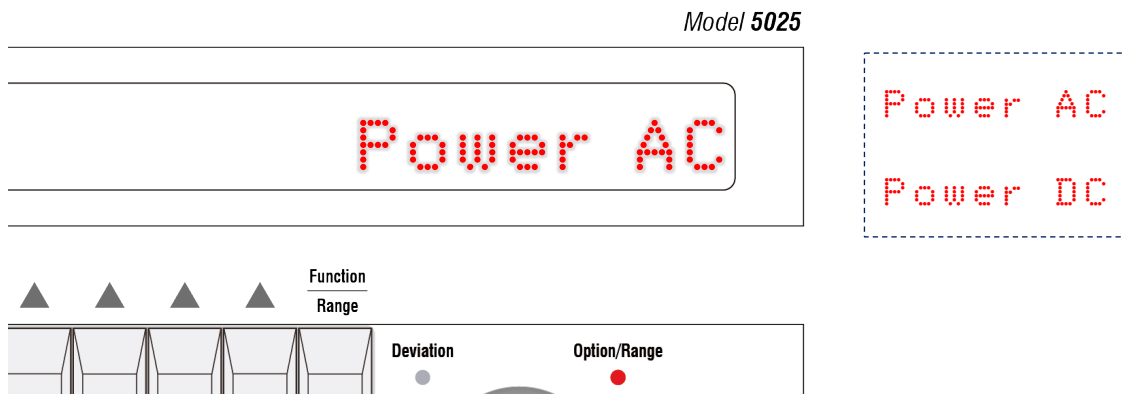 Model 5025
Power AC
Power AC
Power DC
Function
Range
Deviation
Option/Range